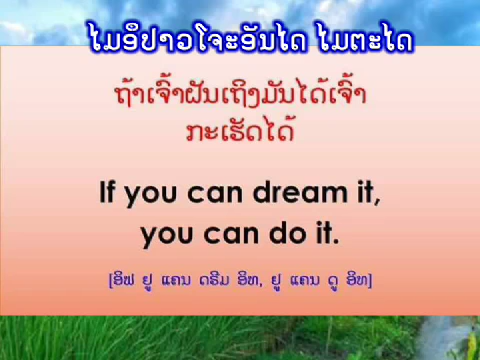 ໄມອຶປາວໂຈະອັນໄດ ໄມຕະໄດ
ຖ້າເຈົ້າຝັນເຖິງມັນໄດ້ເຈົ້າ
ກະເຮັດໄດ້
If you can dream it,
you can do it.
[ອິຟ ຢູ ແຄນ ດຣີມ ອິທ, ຢູ ແຄນ ດູ ອິທ]